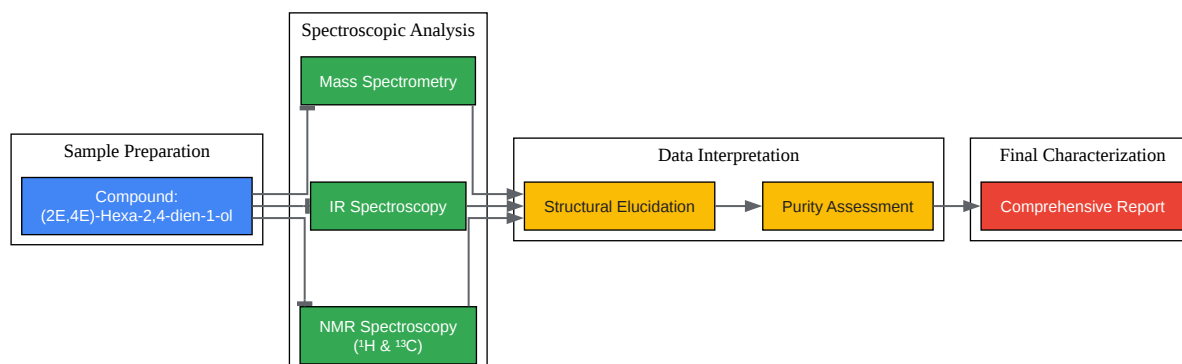 Sample Preparation
Compound:
(2E,4E)-Hexa-2,4-dien-1-ol
Spectroscopic Analysis
Mass Spectrometry
IR Spectroscopy
NMR Spectroscopy
(¹H & ¹³C)
Data Interpretation
Structural Elucidation
Purity Assessment
Final Characterization
Comprehensive Report